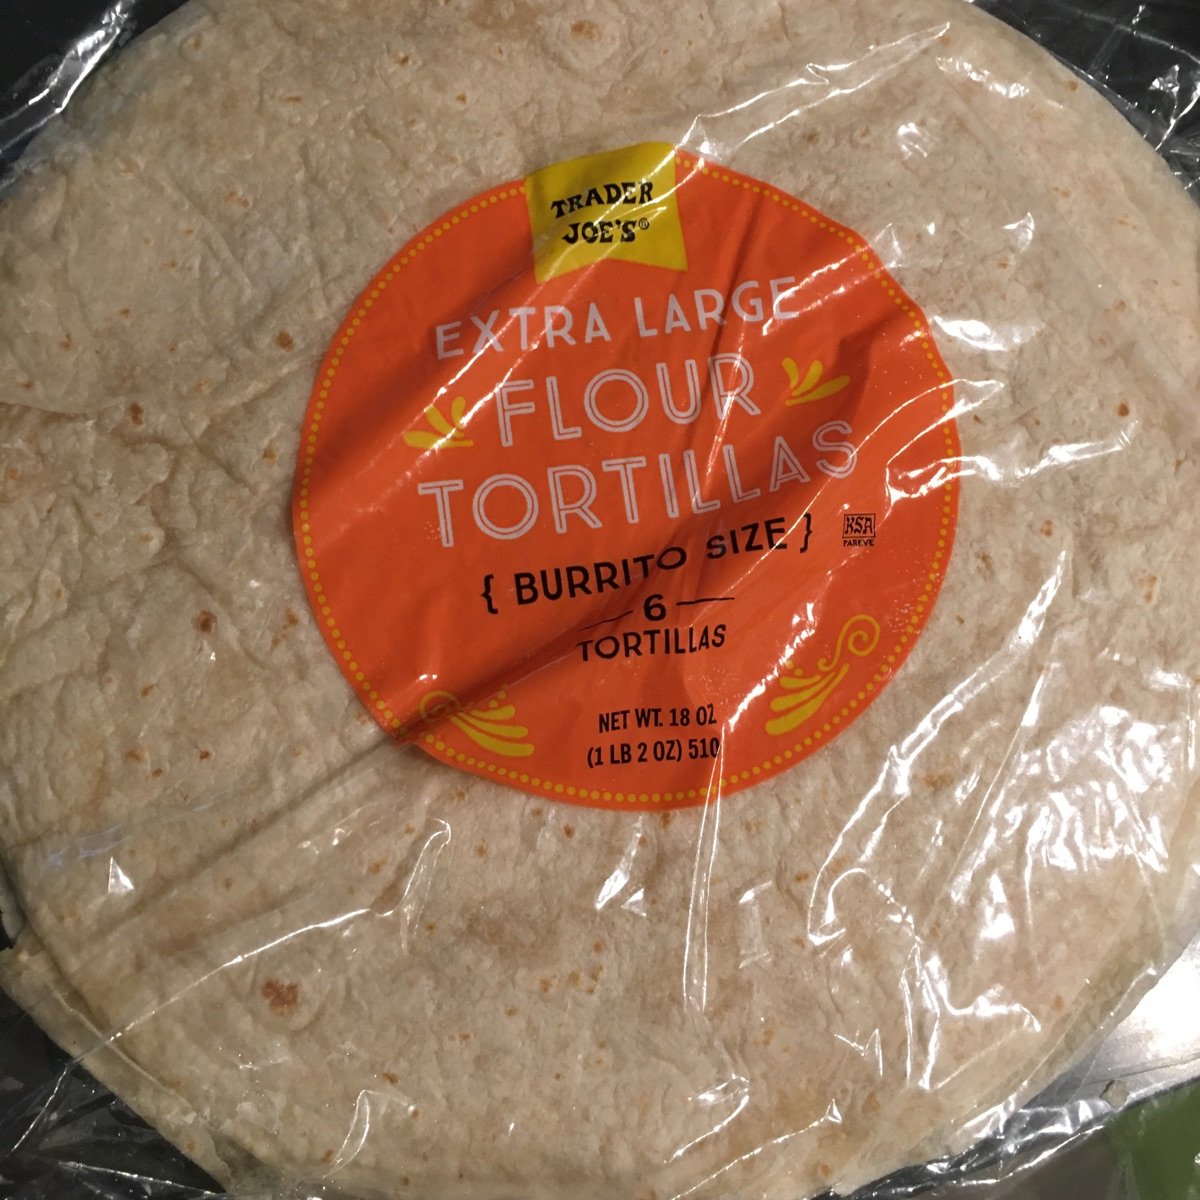 TRADER
JOE'S®
EXTRA LARGE
FLOUR
TORTILLAS
{ BURRITO SIZE }
KSA
PAREVE
6
TORTILLAS
NET WT. 18 OZ
(1 LB 2 OZ) 510